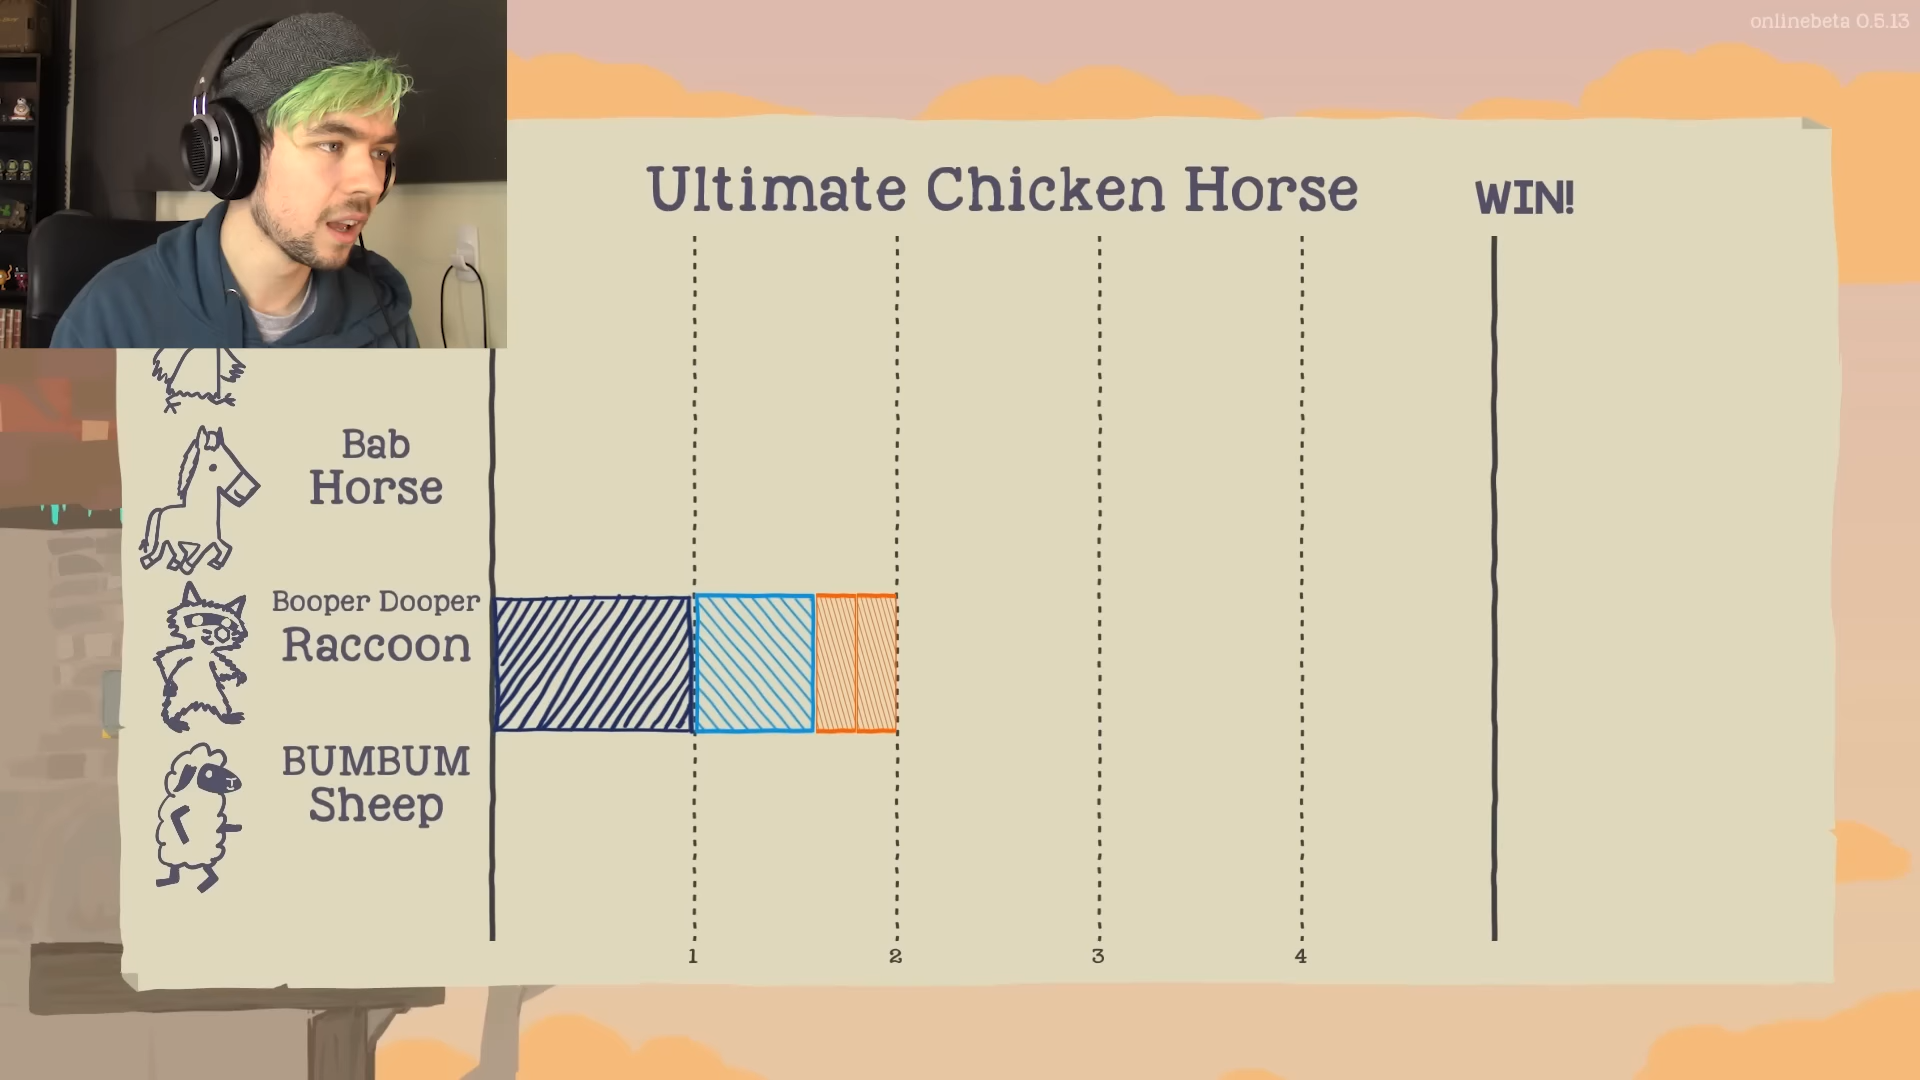 onlinebeta 0.5.13
Ultimate Chicken Horse
WIN!
Bab
Horse
Booper Dooper
Raccoon
BUMBUM
Sheep
1
2
3
4